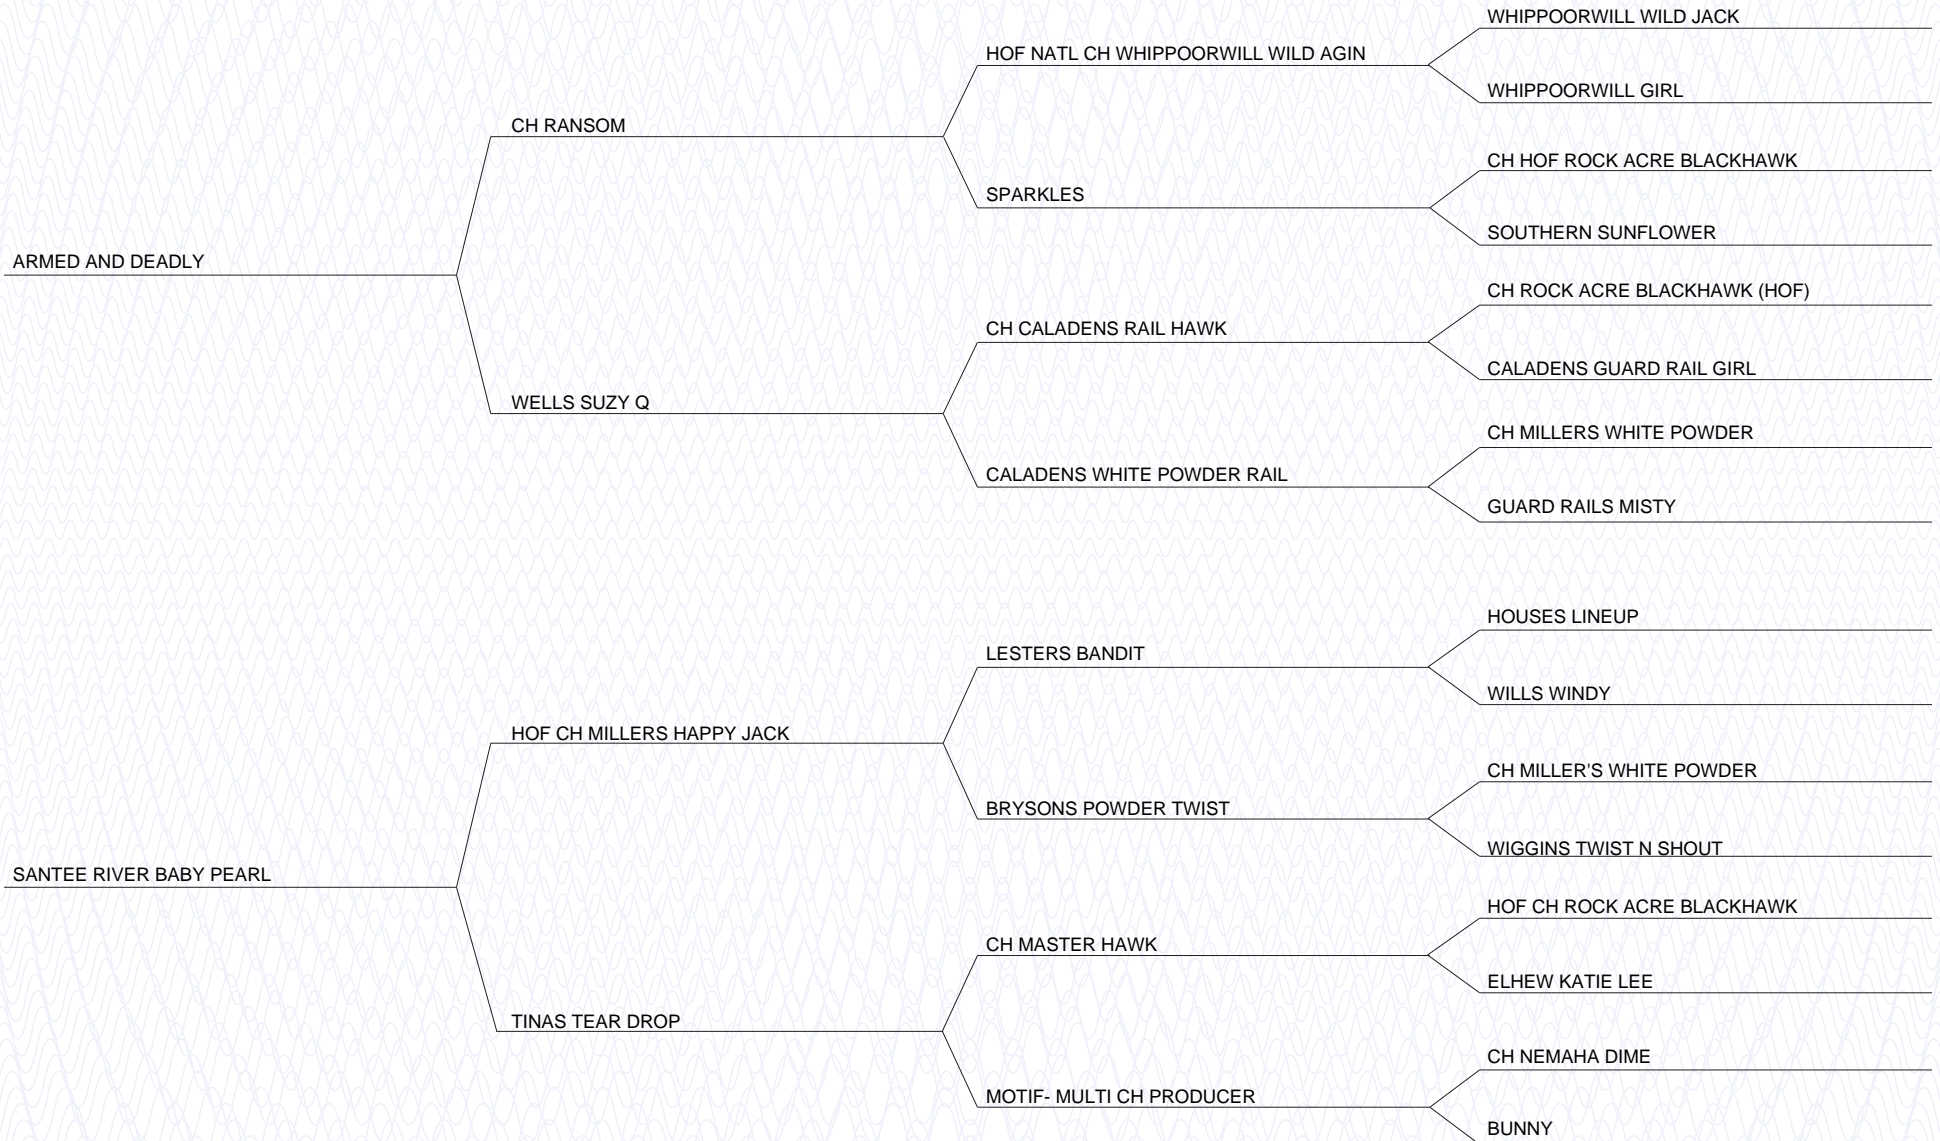 WHIPPOORWILL WILD JACK
HOF NATL CH WHIPPOORWILL WILD AGIN
WHIPPOORWILL GIRL
CH RANSOM
CH HOF ROCK ACRE BLACKHAWK
SPARKLES
SOUTHERN SUNFLOWER
ARMED AND DEADLY
CH ROCK ACRE BLACKHAWK (HOF)
CH CALADENS RAIL HAWK
CALADENS GUARD RAIL GIRL
WELLS SUZY Q
CH MILLERS WHITE POWDER
CALADENS WHITE POWDER RAIL
GUARD RAILS MISTY
HOUSES LINEUP
LESTERS BANDIT
WILLS WINDY
HOF CH MILLERS HAPPY JACK
CH MILLER'S WHITE POWDER
BRYSONS POWDER TWIST
WIGGINS TWIST N SHOUT
SANTEE RIVER BABY PEARL
HOF CH ROCK ACRE BLACKHAWK
CH MASTER HAWK
ELHEW KATIE LEE
TINAS TEAR DROP
CH NEMAHA DIME
MOTIF- MULTI CH PRODUCER
BUNNY